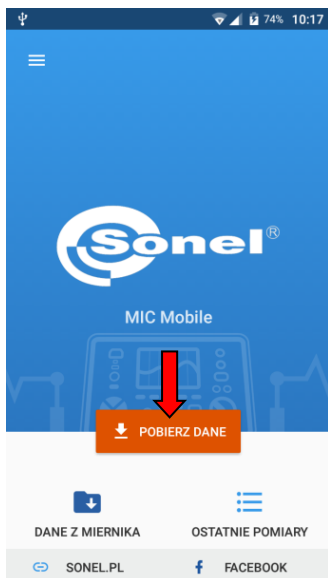 74% 10:17
Sonel®
MIC Mobile
POBIERZ DANE
DANE Z MIERNIKA
OSTATNIE POMIARY
SONEL.PL
FACEBOOK